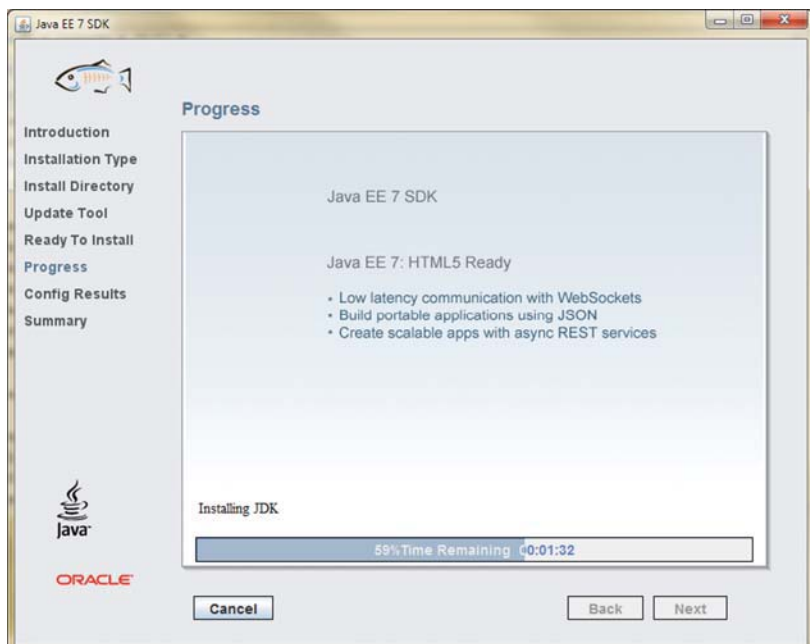 Java EE 7 SDK
Progress
Introduction
Installation Type
Install Directory
Update Tool
Ready To Install
Progress
Config Results
Summary
Java EE 7 SDK
Java EE 7: HTML5 Ready
• Low latency communication with WebSockets
• Build portable applications using JSON
• Create scalable apps with async REST services
Installing JDK
59%Time Remaining 00:01:32
Java
ORACLE
Cancel
Back
Next